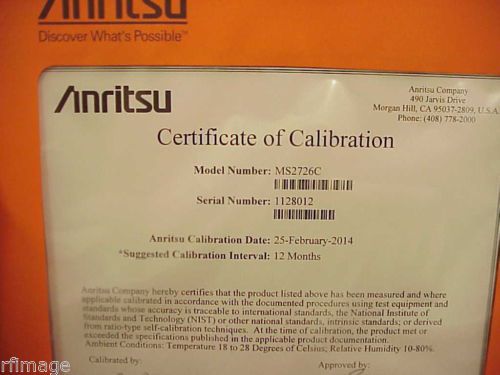 Anritsu
Discover What's Possible™
Anritsu
Anritsu Company
490 Jarvis Drive
Morgan Hill, CA 95037-2809, U.S.A
Phone: (408) 778-2000
Certificate of Calibration
Model Number: MS2726C
Serial Number: 1128012
Anritsu Calibration Date: 25-February-2014
*Suggested Calibration Interval: 12 Months
Anritsu Company hereby certifies that the product listed above has been measured and where
applicable calibrated in accordance with the documented procedures using test equipment and
standards whose accuracy is traceable to international standards, the National Institute of
Standards and Technology (NIST) or other national standards, intrinsic standards; or derived
from ratio-type self-calibration techniques. At the time of calibration, the product met or
exceeded the specifications published in the applicable product documentation.
Ambient Conditions: Temperature 18 to 28 Degrees of Celsius; Relative Humidity 10-80%.
Calibrated by:
Approved by:
rfimage